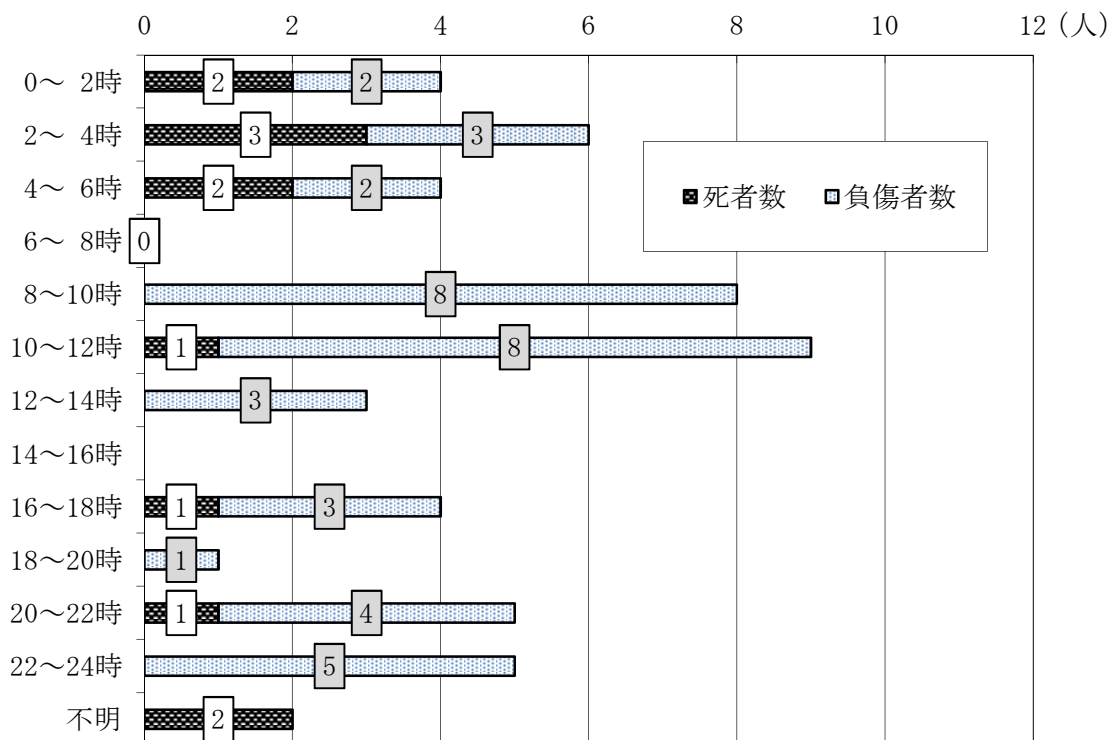 0 2 4 6 8 10 12 (人)
0～ 2時 2 2
2～ 4時 3 3
■死者数 ■負傷者数
4～ 6時 2 2
6～ 8時 0
8～10時 8
10～12時 1 8
12～14時 3
14～16時
16～18時 1 3
18～20時 1
20～22時 1 4
22～24時 5
不明 2